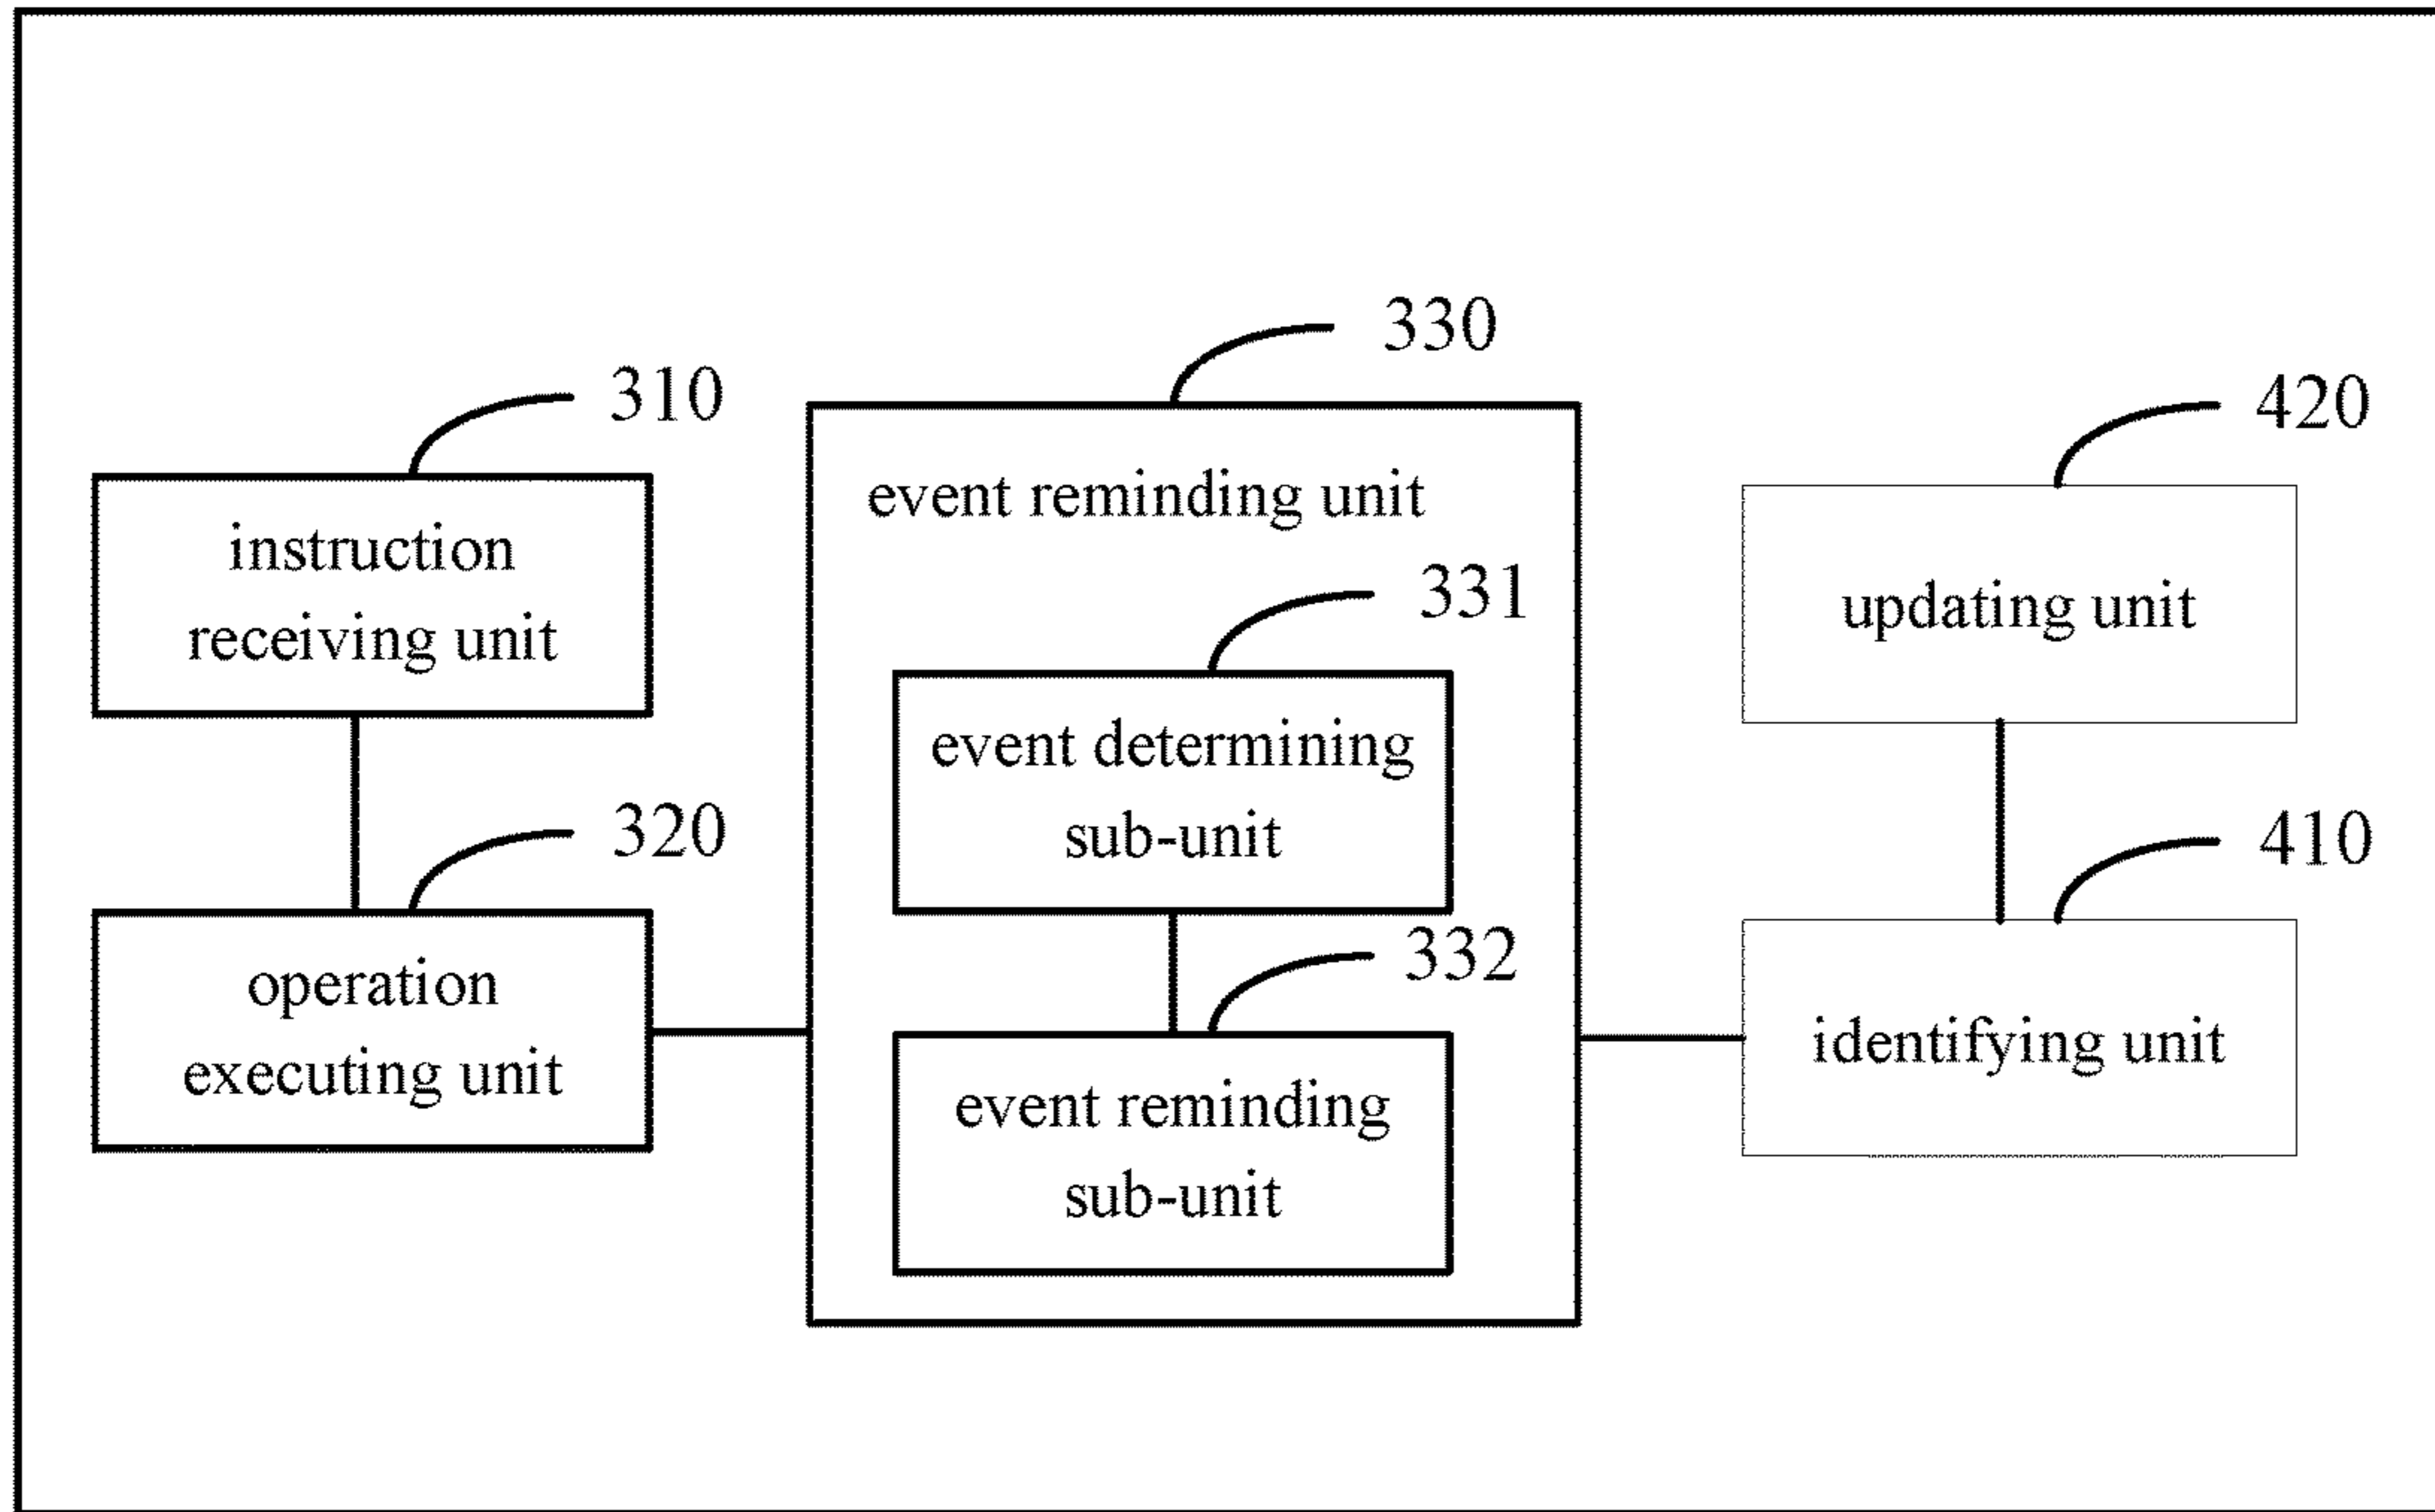 310
instruction
receiving unit
320
operation
executing unit
330
event reminding unit
331
event determining
sub-unit
332
event reminding
sub-unit
420
updating unit
410
identifying unit